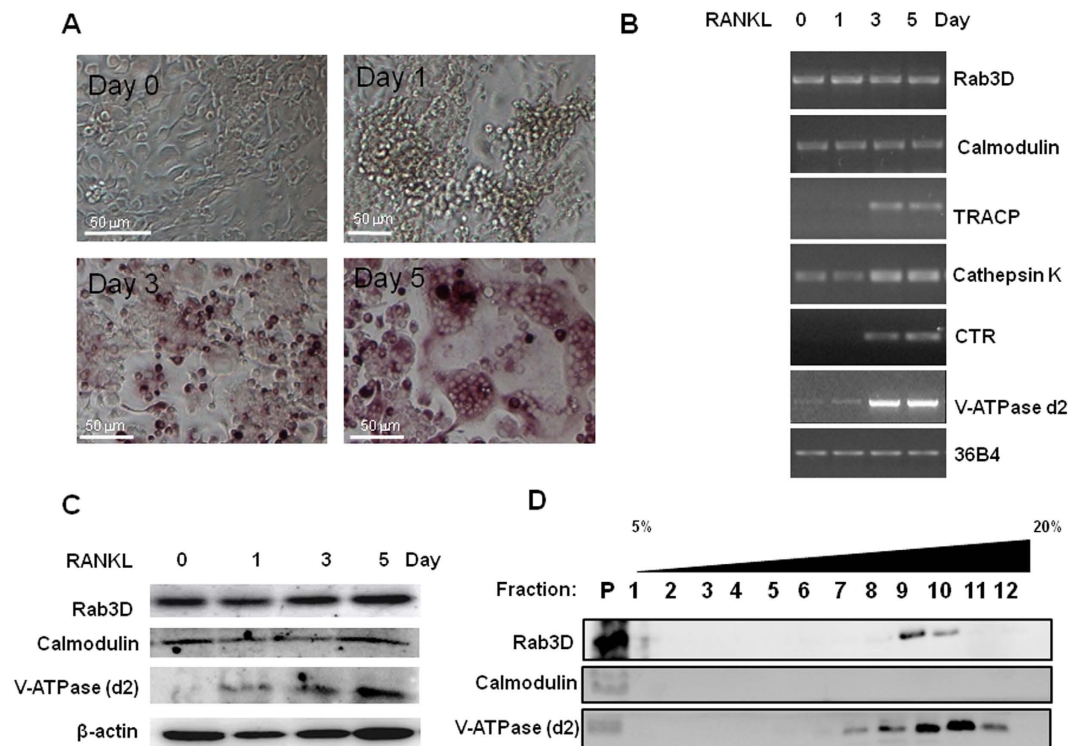 A
Day 0
50 µm
Day 1
50 µm
Day 3
50 µm
Day 5
50 µm
B
RANKL 0 1 3 5 Day
Rab3D
Calmodulin
TRACP
Cathepsin K
CTR
V-ATPase d2
36B4
C
RANKL 0 1 3 5 Day
Rab3D
Calmodulin
V-ATPase (d2)
β-actin
D
5% 20%
Fraction: P 1 2 3 4 5 6 7 8 9 10 11 12
Rab3D
Calmodulin
V-ATPase (d2)